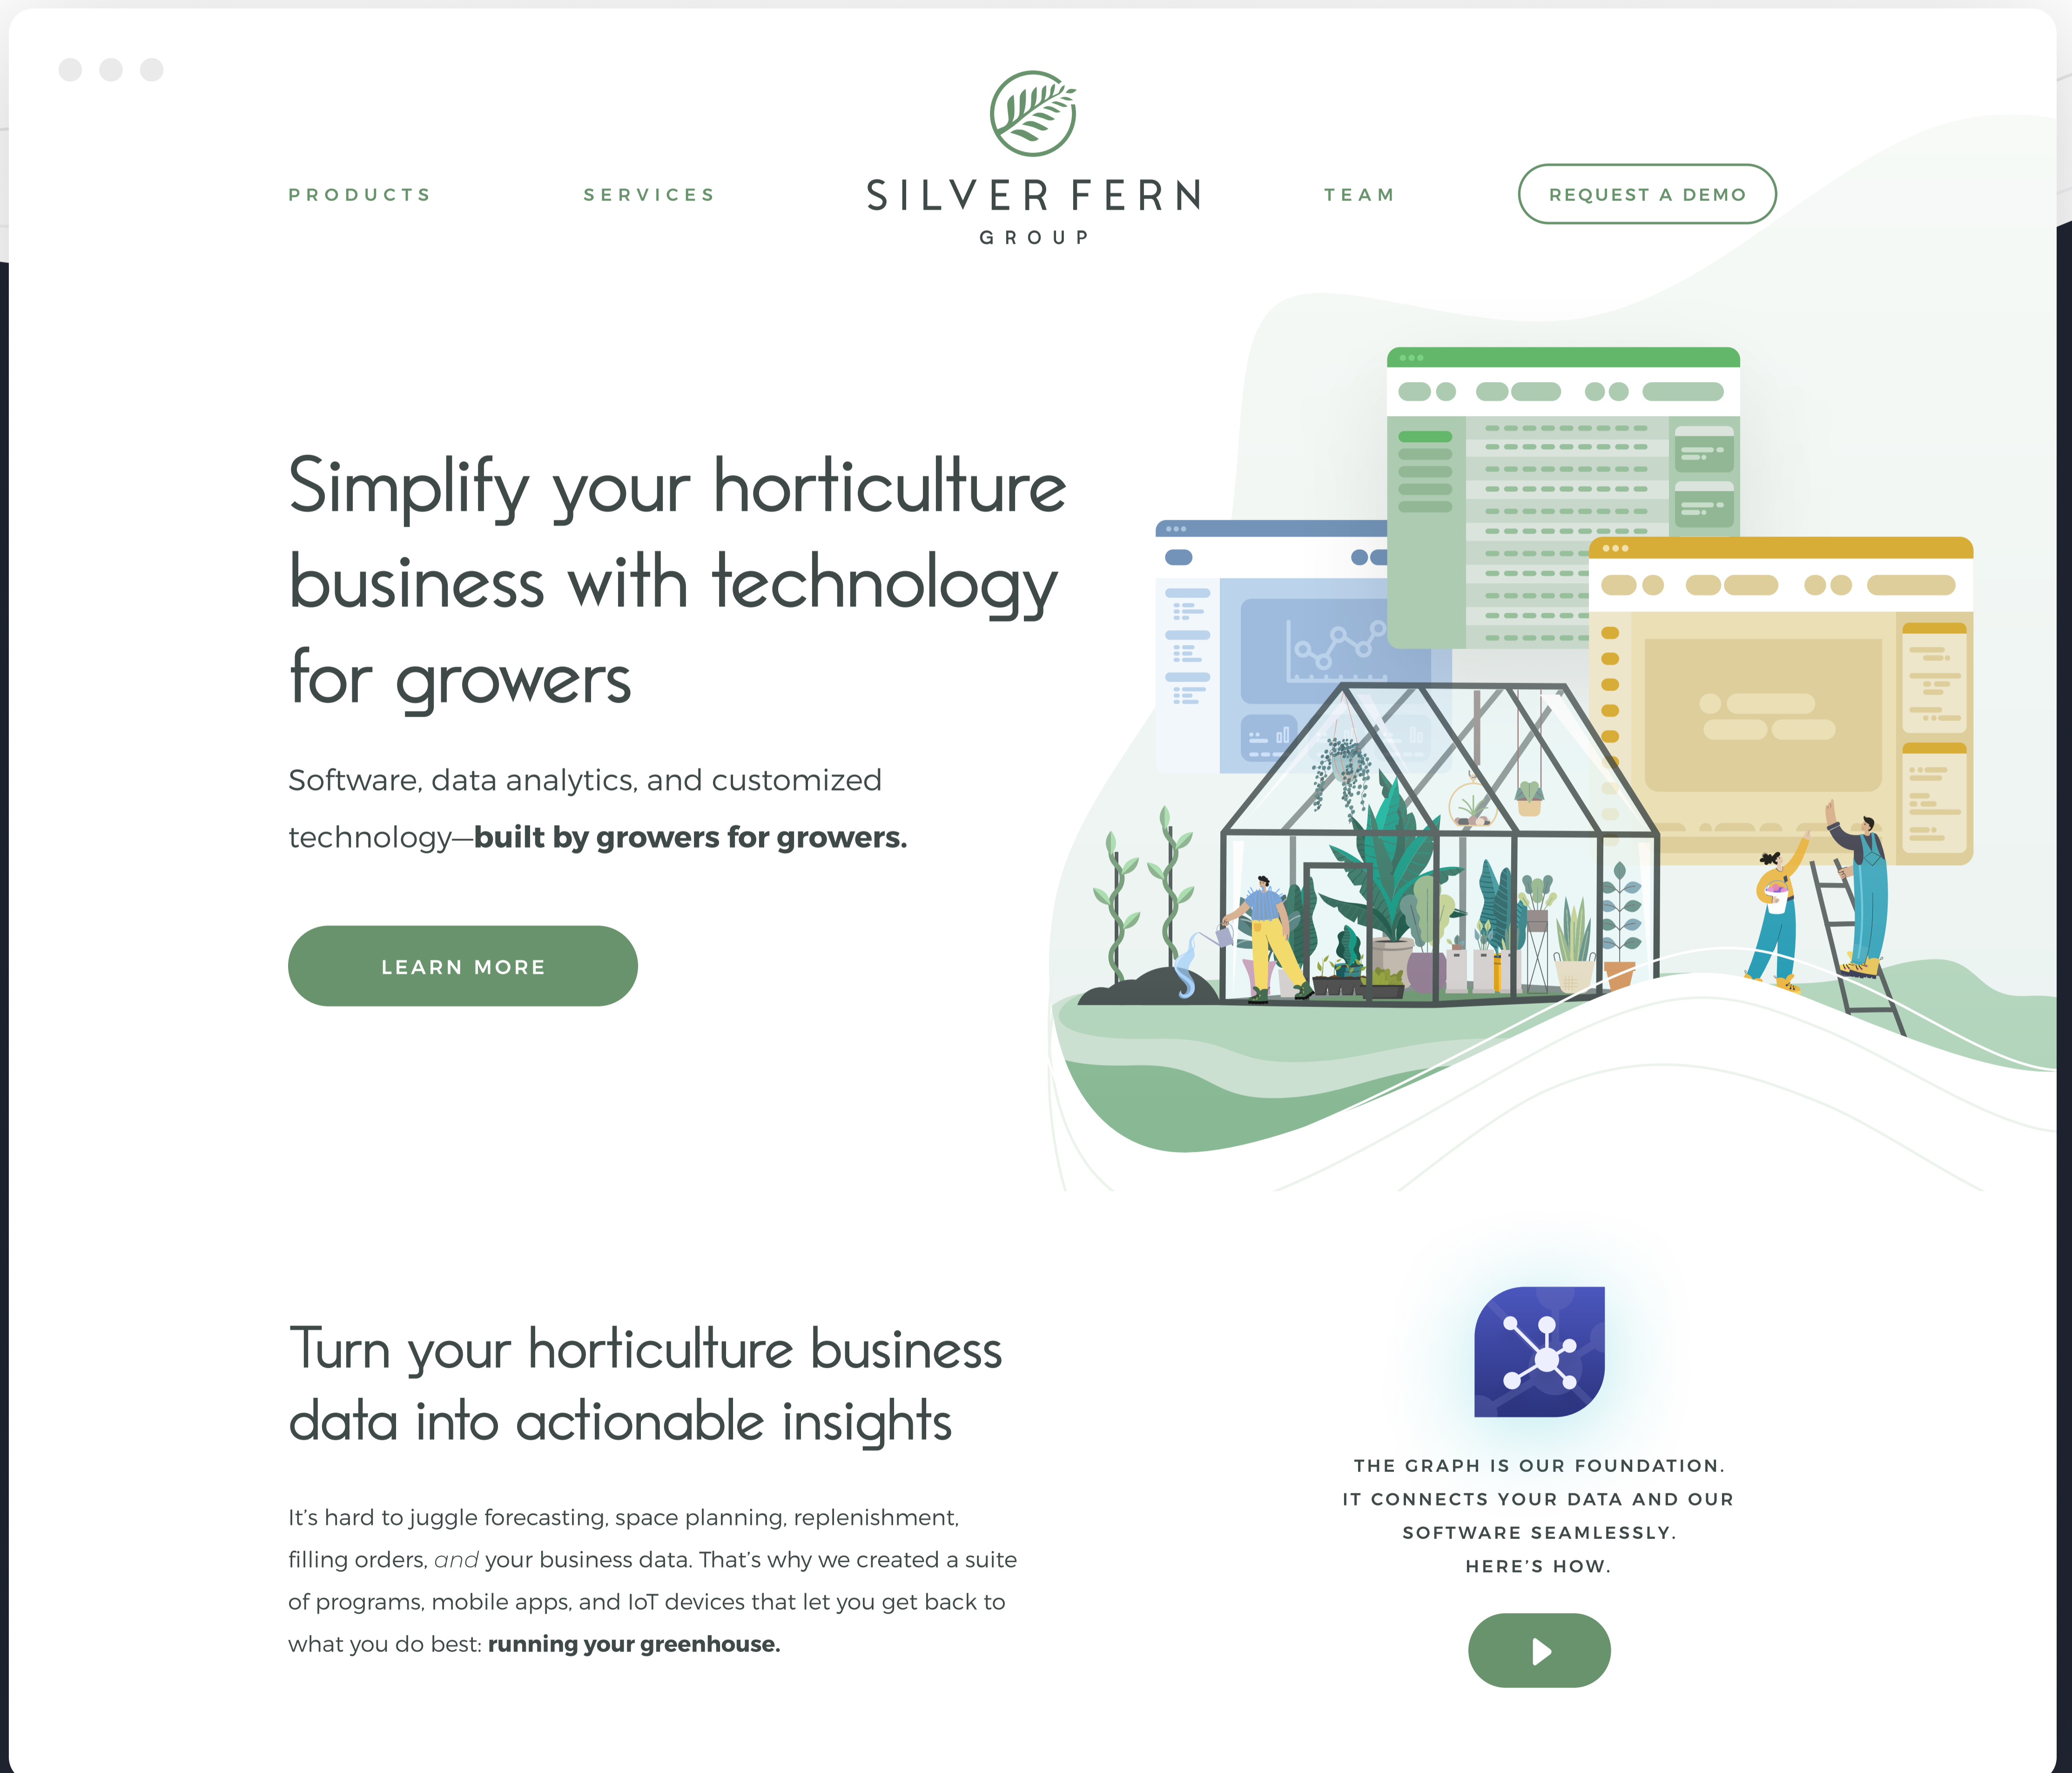 PRODUCTS
SERVICES
SILVER FERN
GROUP
TEAM
REQUEST A DEMO
Simplify your horticulture
business with technology
for growers
Software, data analytics, and customized
technology—built by growers for growers.
LEARN MORE
Turn your horticulture business
data into actionable insights
It’s hard to juggle forecasting, space planning, replenishment,
filling orders, and your business data. That’s why we created a suite
of programs, mobile apps, and IoT devices that let you get back to
what you do best: running your greenhouse.
THE GRAPH IS OUR FOUNDATION.
IT CONNECTS YOUR DATA AND OUR
SOFTWARE SEAMLESSLY.
HERE’S HOW.